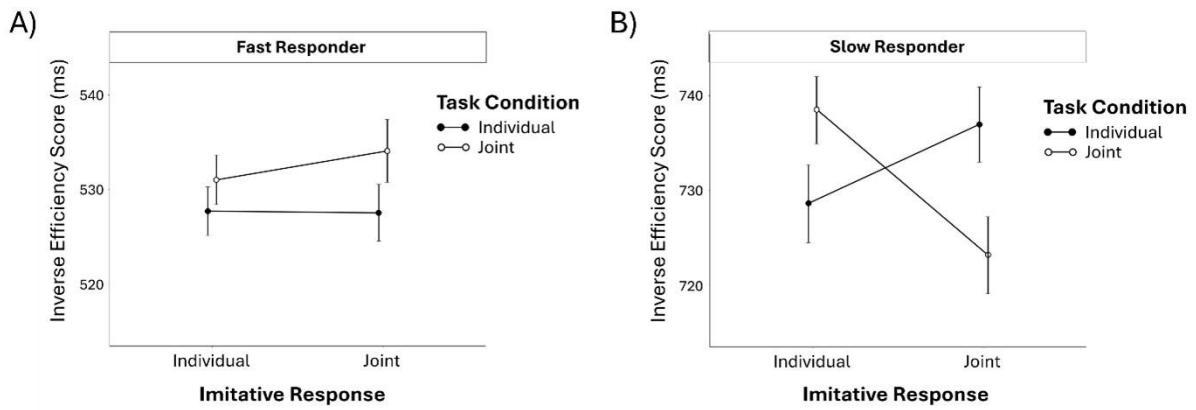 A)
Fast Responder
Inverse Efficiency Score (ms)
540
530
520
Individual
Joint
Imitative Response
Task Condition
Individual
Joint
B)
Slow Responder
Inverse Efficiency Score (ms)
740
730
720
Individual
Joint
Imitative Response
Task Condition
Individual
Joint